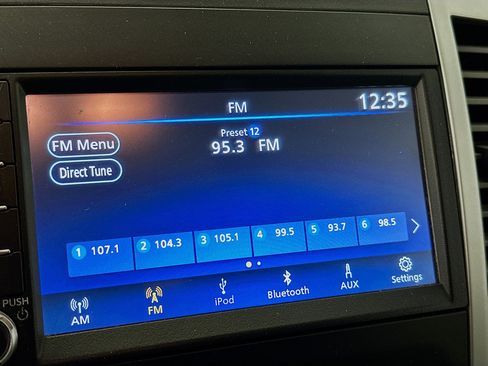 FM
12:35
Preset 12
95.3 FM
FM Menu
Direct Tune
1 107.1
2 104.3
3 105.1
4 99.5
5 93.7
6 98.5
AM
FM
iPod
Bluetooth
AUX
Settings
PUSH